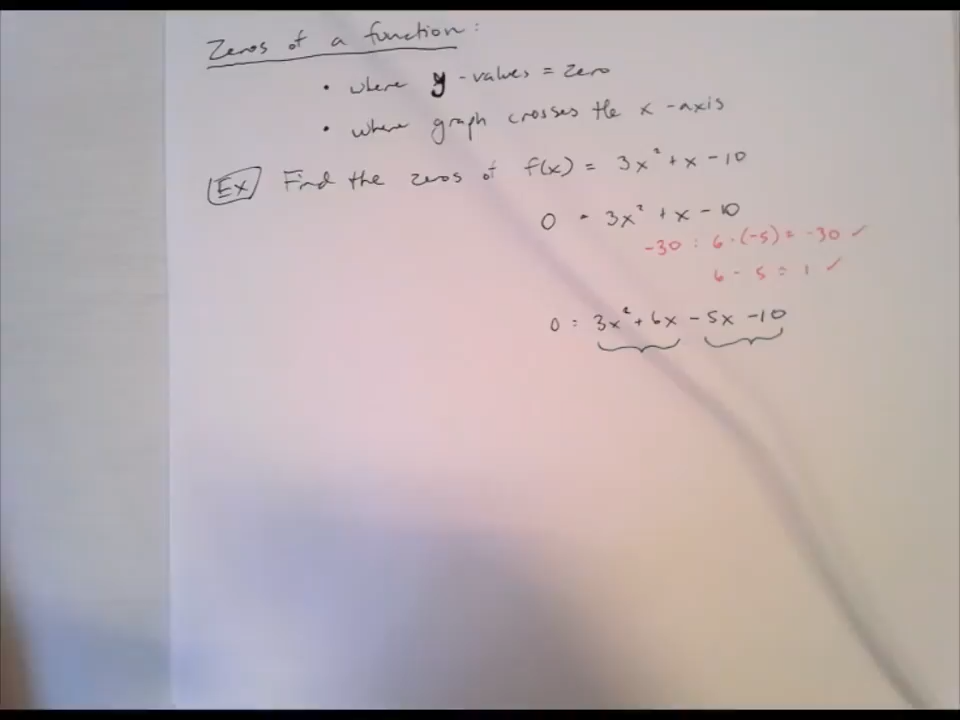 Zeros of a function:
• where y-values = zero
• where graph crosses the x-axis
Ex Find the zeros of f(x) = 3x² + x - 10
0 = 3x² + x - 10
-30 : 6·(-5) = -30 ✓
6 - 5 = 1 ✓
0 = 3x² + 6x - 5x - 10